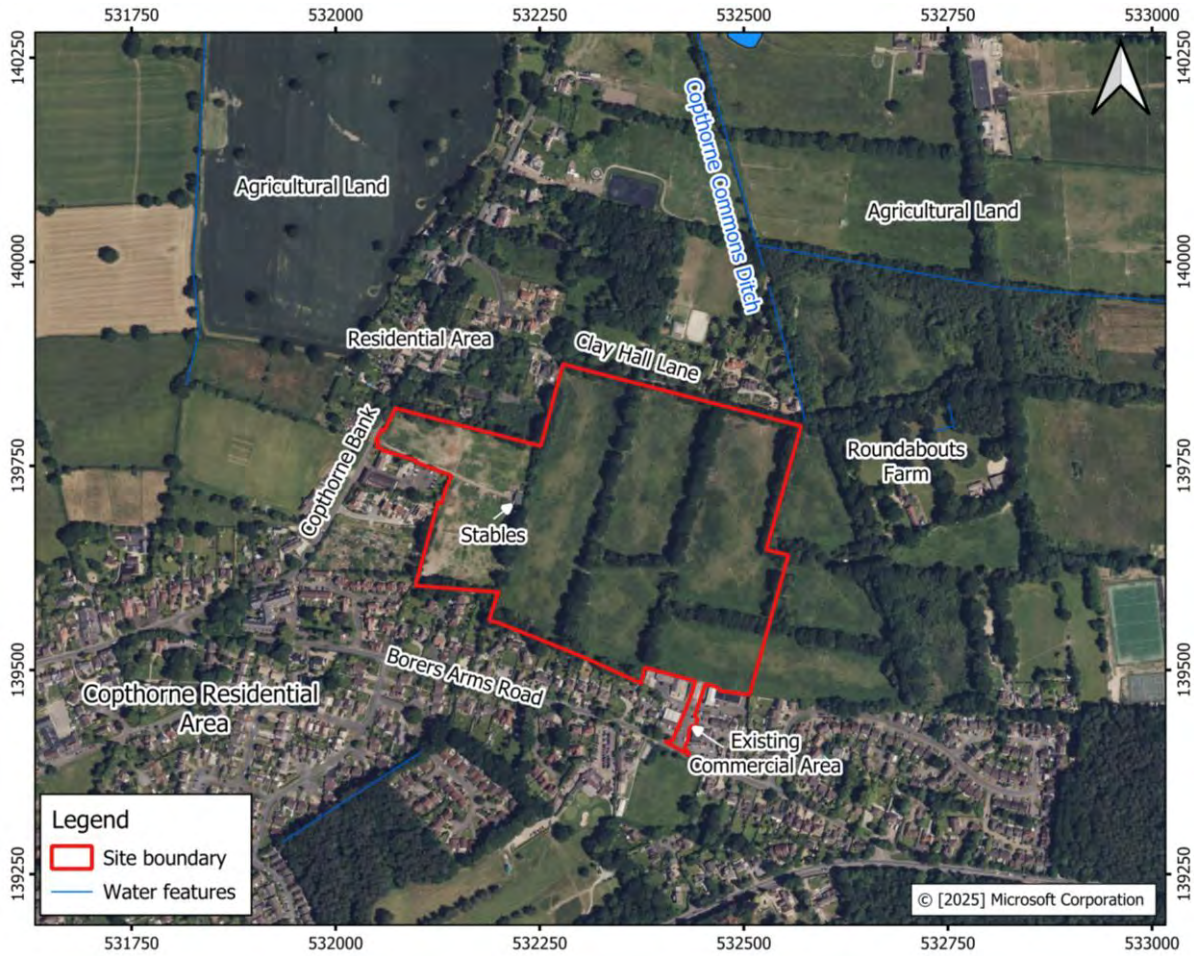 531750 532000 532250 532500 532750 533000
140250
140250
Copthorne Commons Ditch
Agricultural Land
Agricultural Land
140000
140000
Residential Area
Clay Hall Lane
Copthorne Bank
Roundabouts
Farm
139750
139750
Stables
Borers Arms Road
139500
139500
Copthorne Residential
Area
Existing
Commercial Area
Legend
Site boundary
Water features
139250
139250
© [2025] Microsoft Corporation
531750 532000 532250 532500 532750 533000